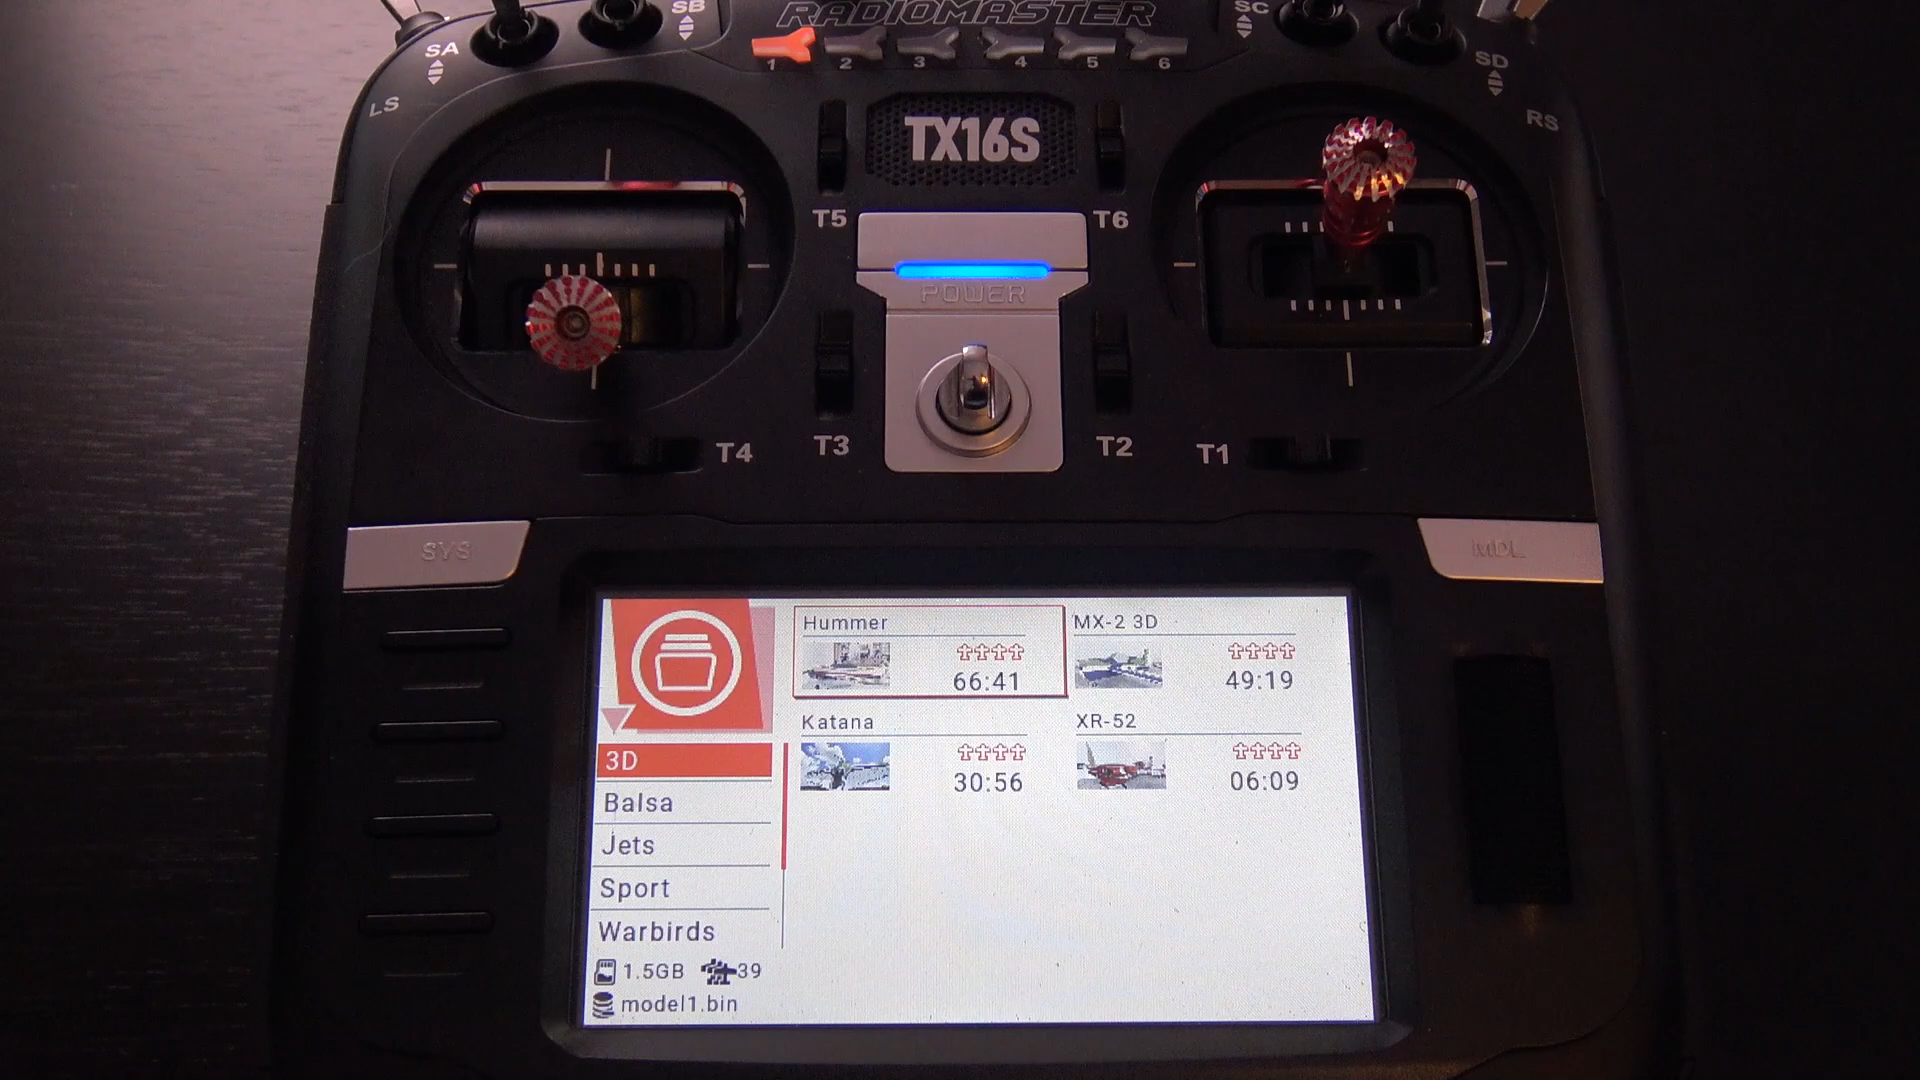 RADIOMASTER
SB
SC
SA
SD
1 2 3 4 5 6
LS
RS
TX16S
T5
T6
POWER
T4
T3
T2
T1
SYS
MDL
Hummer
66:41
MX-2 3D
49:19
Katana
30:56
XR-52
06:09
3D
Balsa
Jets
Sport
Warbirds
1.5GB
39
model1.bin